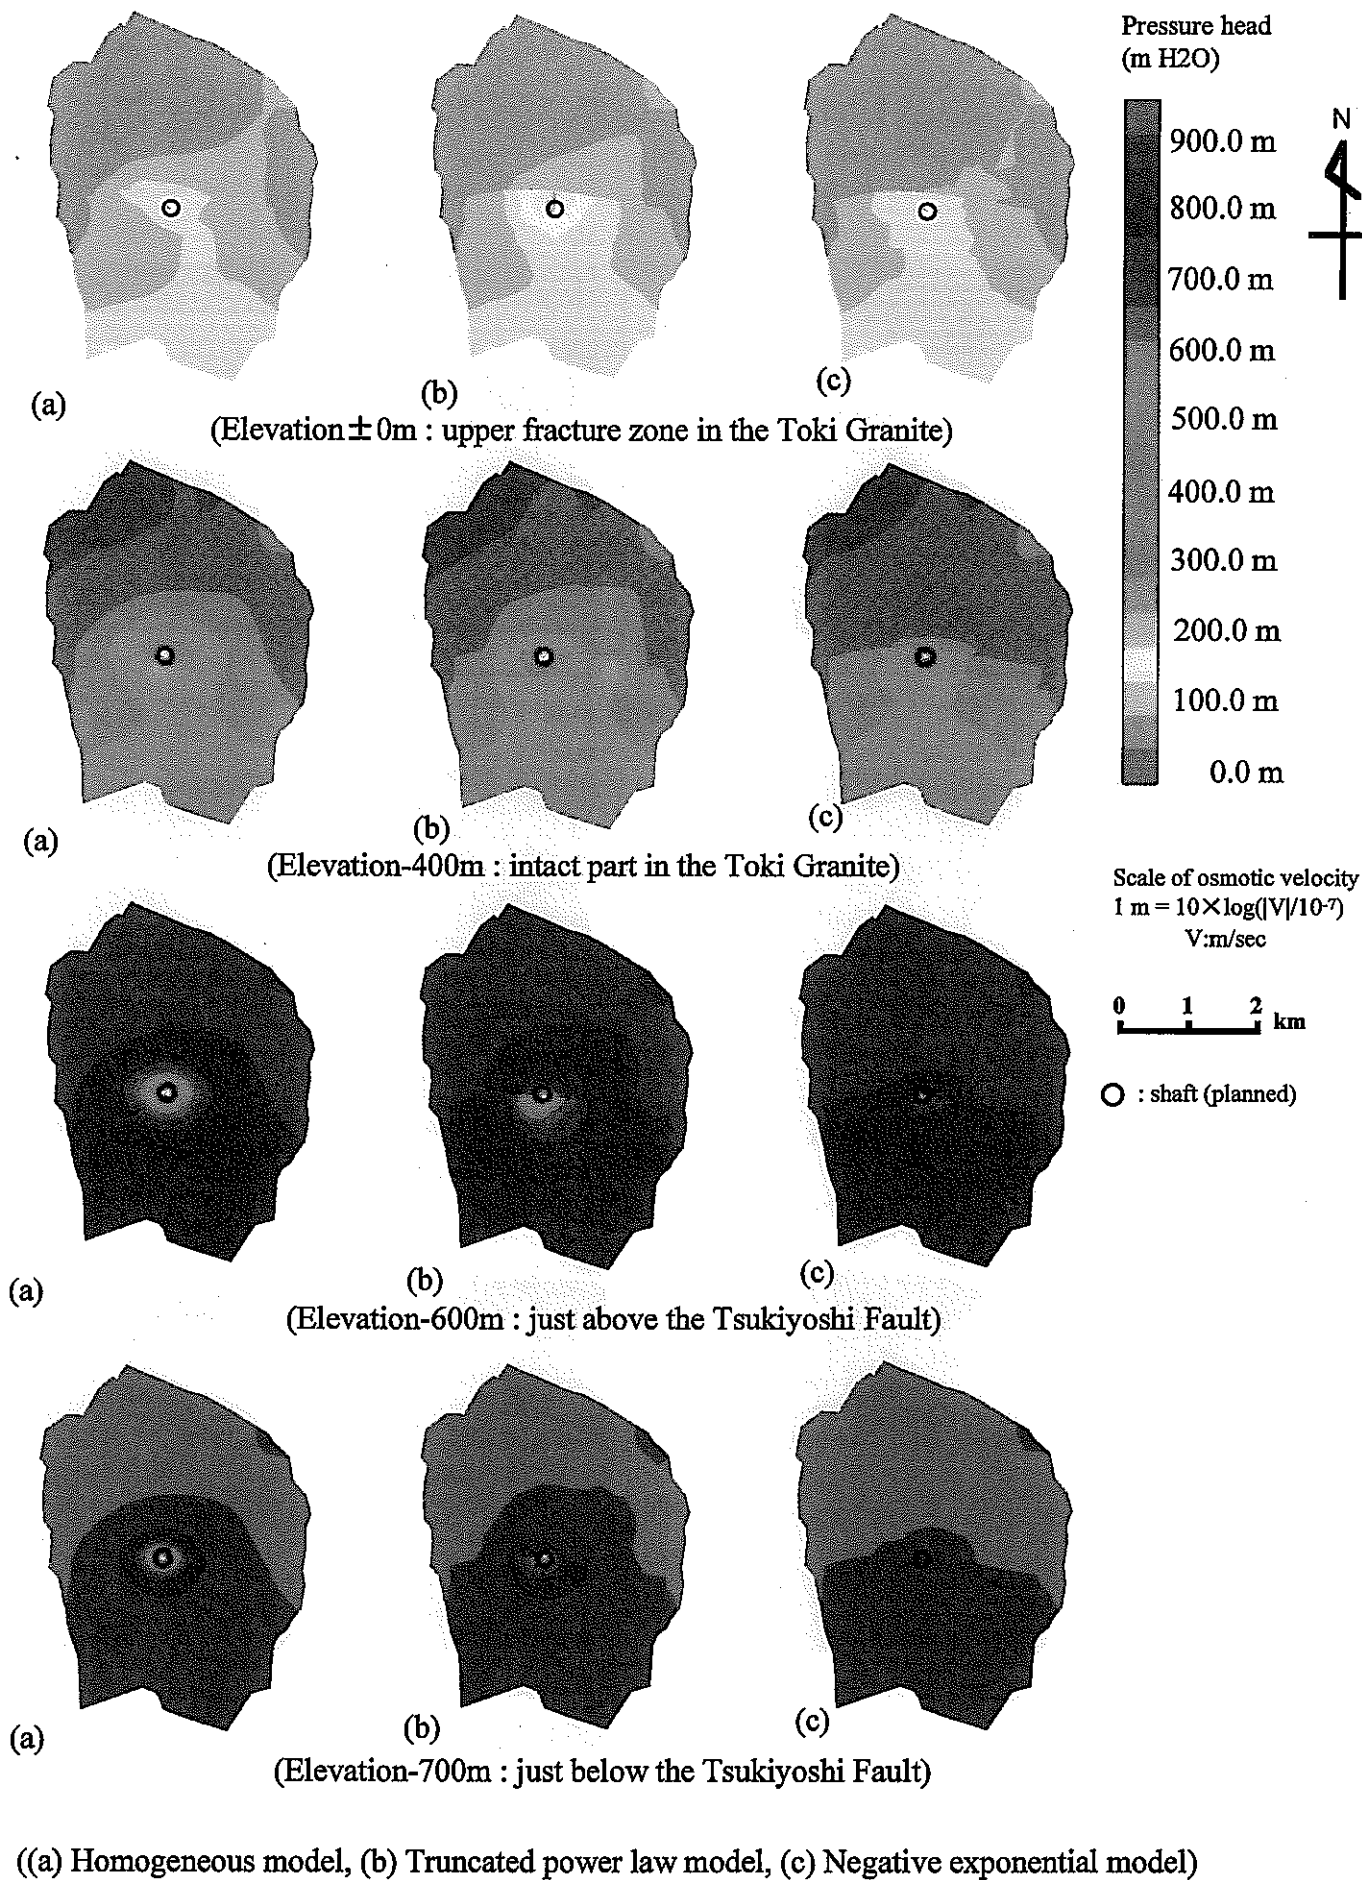 Pressure head
(m H2O)
900.0 m
800.0 m
700.0 m
600.0 m
500.0 m
400.0 m
300.0 m
200.0 m
100.0 m
0.0 m
N
(a)
(b)
(c)
(Elevation±0m : upper fracture zone in the Toki Granite)
(a)
(b)
(c)
(Elevation-400m : intact part in the Toki Granite)
Scale of osmotic velocity
1 m = 10×log(|V|/10-7)
V:m/sec
0 1 2 km
: shaft (planned)
(a)
(b)
(c)
(Elevation-600m : just above the Tsukiyoshi Fault)
(a)
(b)
(c)
(Elevation-700m : just below the Tsukiyoshi Fault)
((a) Homogeneous model, (b) Truncated power law model, (c) Negative exponential model)